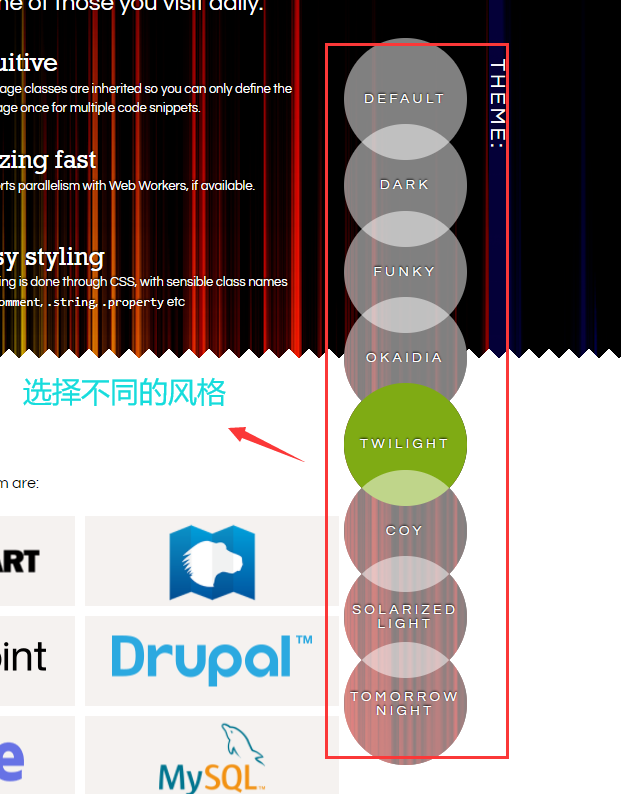 ne of those you visit daily.
uitive
age classes are inherited so you can only define the
age once for multiple code snippets.
zing fast
rts parallelism with Web Workers, if available.
sy styling
ing is done through CSS, with sensible class names
omment, .string, .property etc
THEME:
DEFAULT
DARK
FUNKY
OKAIDIA
TWILIGHT
COY
SOLARIZED
LIGHT
TOMORROW
NIGHT
选择不同的风格
m are:
ART
oint
Drupal™
e
MySQL™